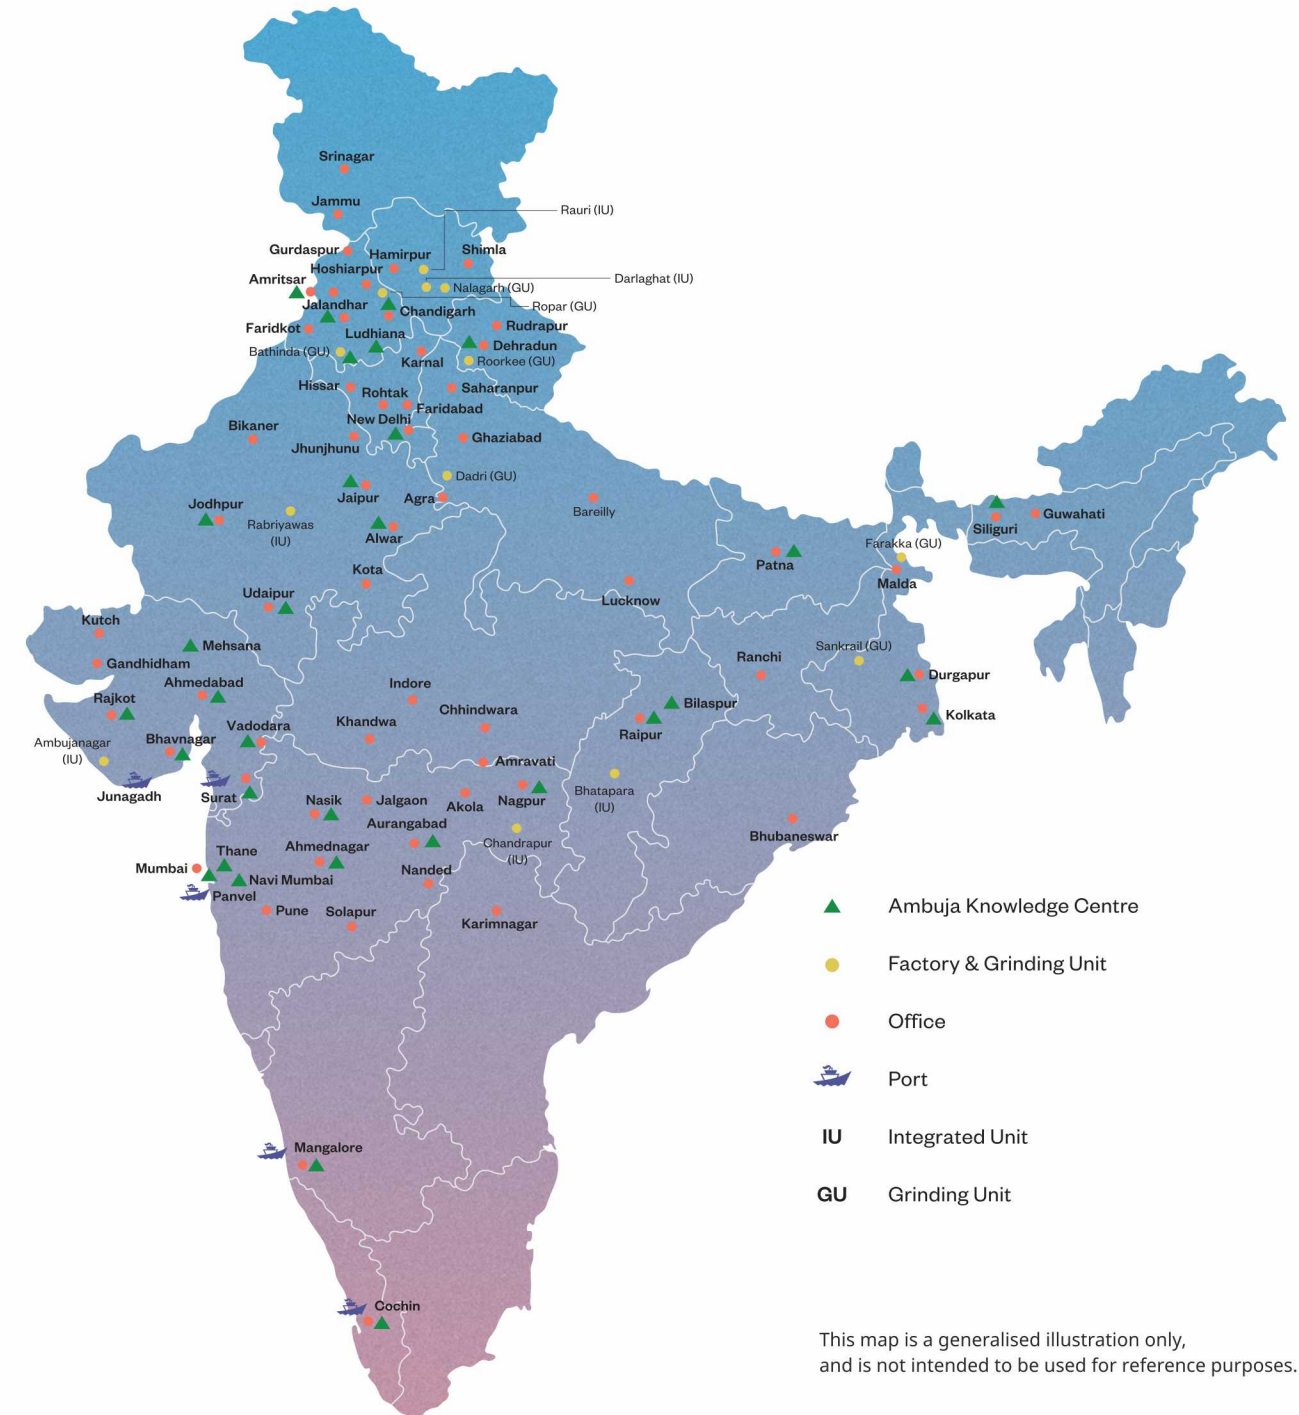 Srinagar
Jammu
Rauri (IU)
Gurdaspur
Hamirpur
Shimla
Hoshiarpur
Amritsar
Darlaghat (IU)
Nalagarh (GU)
Jalandhar
Chandigarh
Ropar (GU)
Faridkot
Ludhiana
Rudrapur
Bathinda (GU)
Dehradun
Karnal
Roorkee (GU)
Hissar
Rohtak
Saharanpur
Faridabad
New Delhi
Bikaner
Jhunjhunu
Ghaziabad
Dadri (GU)
Jaipur
Agra
Jodhpur
Rabriyawas
(IU)
Bareilly
Alwar
Siliguri
Guwahati
Farakka (GU)
Patna
Malda
Kota
Udaipur
Lucknow
Kutch
Mehsana
Sankrail (GU)
Gandhidham
Ranchi
Durgapur
Ahmedabad
Indore
Rajkot
Bilaspur
Chhindwara
Kolkata
Vadodara
Khandwa
Raipur
Ambujanagar
(IU)
Bhavnagar
Amravati
Junagadh
Surat
Bhatapara
(IU)
Nasik
Jalgaon
Akola
Nagpur
Aurangabad
Bhubaneswar
Chandrapur
(IU)
Ahmednagar
Thane
Mumbai
Nanded
Navi Mumbai
Panvel
Pune
Solapur
Karimnagar
Ambuja Knowledge Centre
Factory & Grinding Unit
Office
Port
IU Integrated Unit
GU Grinding Unit
Mangalore
Cochin
This map is a generalised illustration only,
and is not intended to be used for reference purposes.